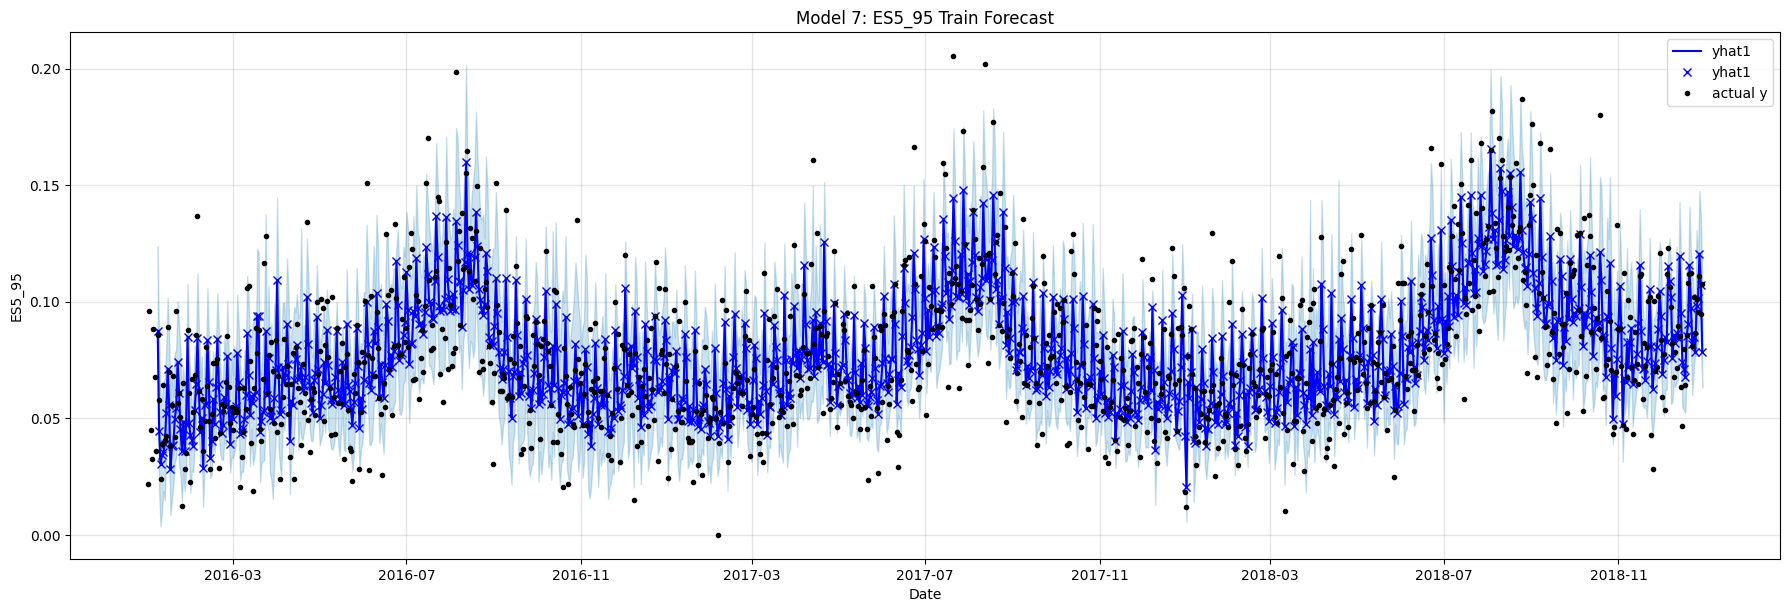 Model 7: ES5_95 Train Forecast
yhat1
yhat1
actual y
0.20
0.15
0.10
0.05
0.00
ES5_95
2016-03
2016-07
2016-11
2017-03
2017-07
2017-11
2018-03
2018-07
2018-11
Date